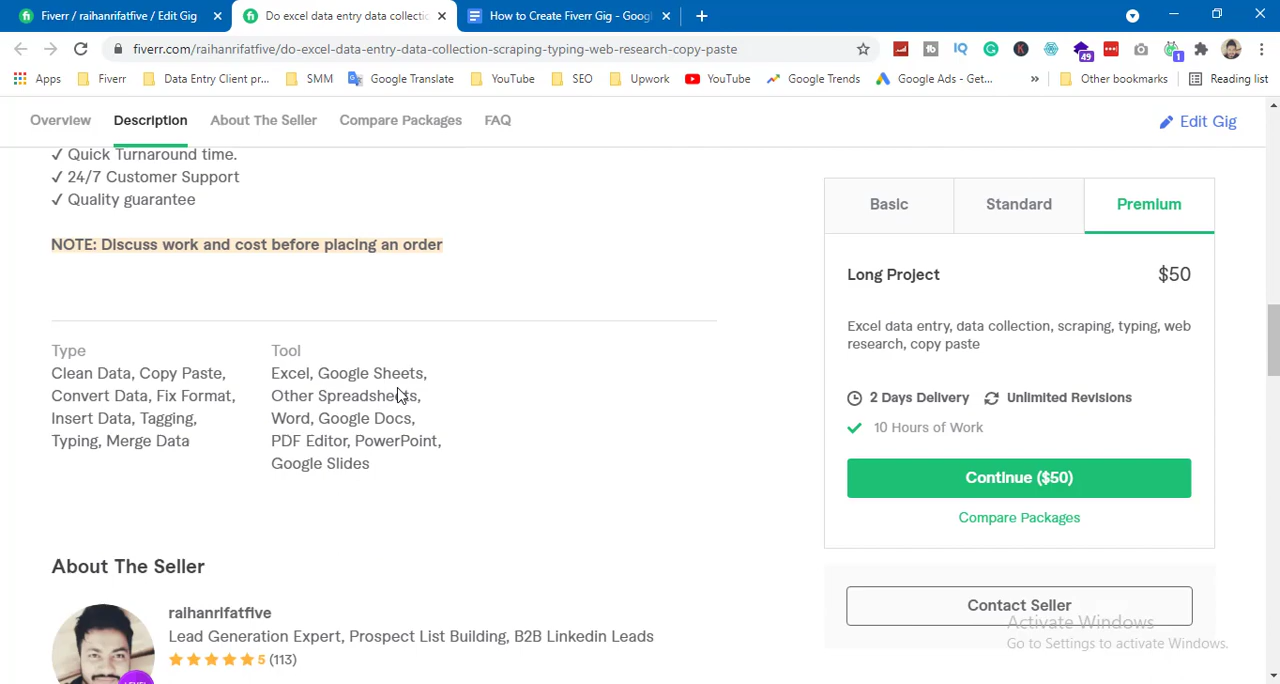 Fiverr / raihanrifatfive / Edit Gig
Do excel data entry data collectio
How to Create Fiverr Gig - Goog
fiverr.com/raihanrifatfive/do-excel-data-entry-data-collection-scraping-typing-web-research-copy-paste
49
1
Apps
Fiverr
Data Entry Client pr...
SMM
Google Translate
YouTube
SEO
Upwork
YouTube
Google Trends
Google Ads - Get...
»
Other bookmarks
Reading list
Overview
Description
About The Seller
Compare Packages
FAQ
Edit Gig
✓ Quick Turnaround time.
✓ 24/7 Customer Support
✓ Quality guarantee
NOTE: Discuss work and cost before placing an order
Type
Clean Data, Copy Paste,
Convert Data, Fix Format,
Insert Data, Tagging,
Typing, Merge Data
Tool
Excel, Google Sheets,
Other Spreadsheets,
Word, Google Docs,
PDF Editor, PowerPoint,
Google Slides
About The Seller
raihanrifatfive
Lead Generation Expert, Prospect List Building, B2B Linkedin Leads
5 (113)
Basic
Standard
Premium
Long Project
$50
Excel data entry, data collection, scraping, typing, web
research, copy paste
2 Days Delivery
Unlimited Revisions
10 Hours of Work
Continue ($50)
Compare Packages
Contact Seller
Activate Windows
Go to Settings to activate Windows.